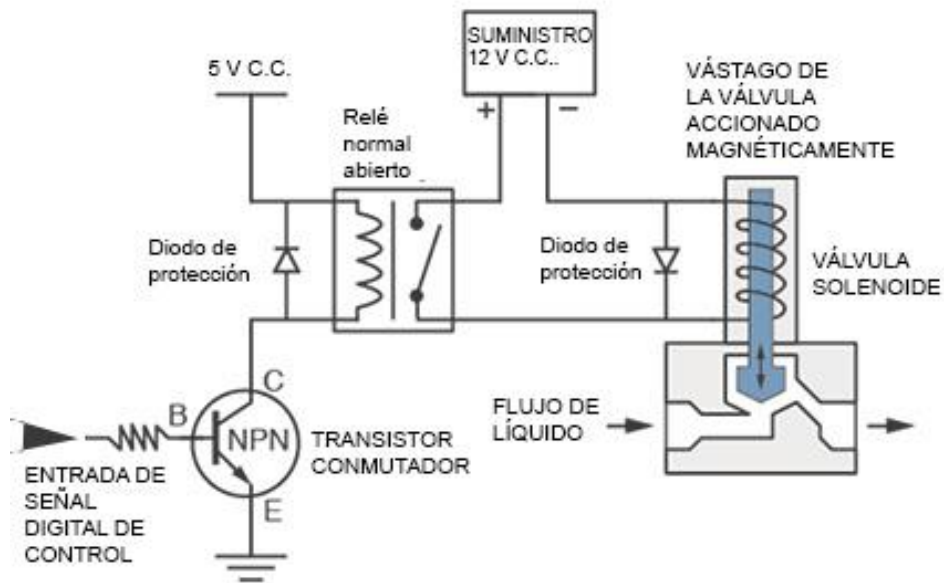 SUMINISTRO
12 V C.C..
+
−
5 V C.C.
Relé
normal
abierto
VÁSTAGO DE
LA VÁLVULA
ACCIONADO
MAGNÉTICAMENTE
Diodo de
protección
Diodo de
protección
VÁLVULA
SOLENOIDE
C
B
NPN
E
TRANSISTOR
CONMUTADOR
FLUJO DE
LÍQUIDO
ENTRADA DE
SEÑAL
DIGITAL DE
CONTROL